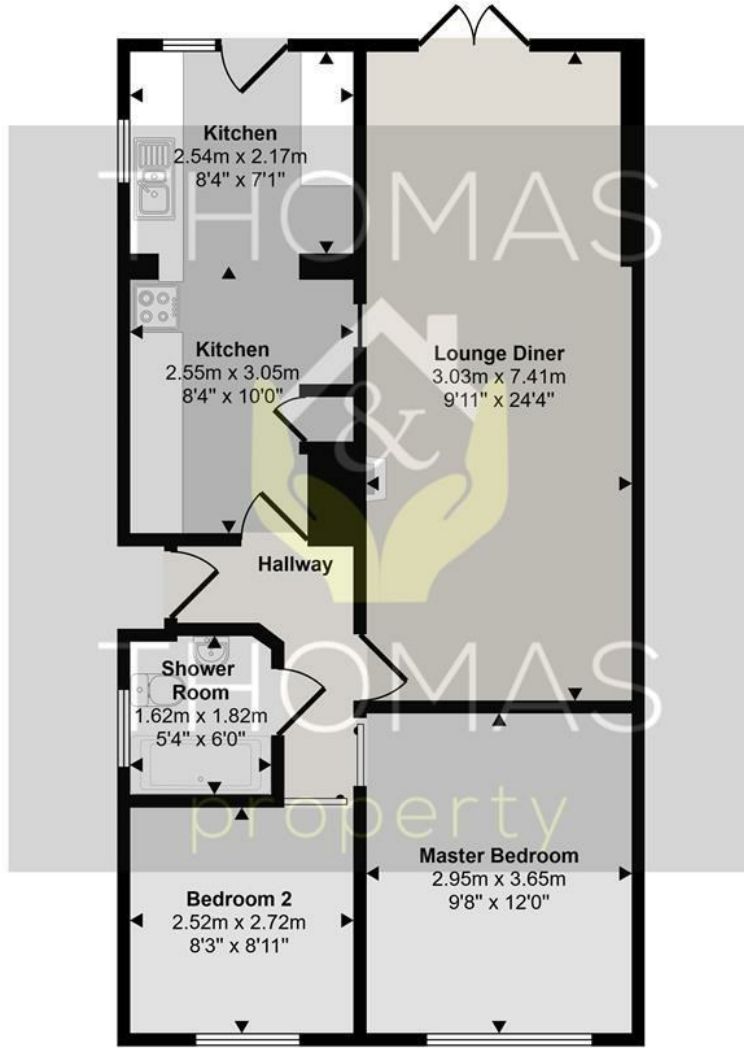 Kitchen
2.54m x 2.17m
8'4" x 7'1"
THOMAS
Kitchen
2.55m x 3.05m
8'4" x 10'0"
Lounge Diner
3.03m x 7.41m
9'11" x 24'4"
&
Hallway
THOMAS
Shower
Room
1.62m x 1.82m
5'4" x 6'0"
property
Master Bedroom
2.95m x 3.65m
9'8" x 12'0"
Bedroom 2
2.52m x 2.72m
8'3" x 8'11"